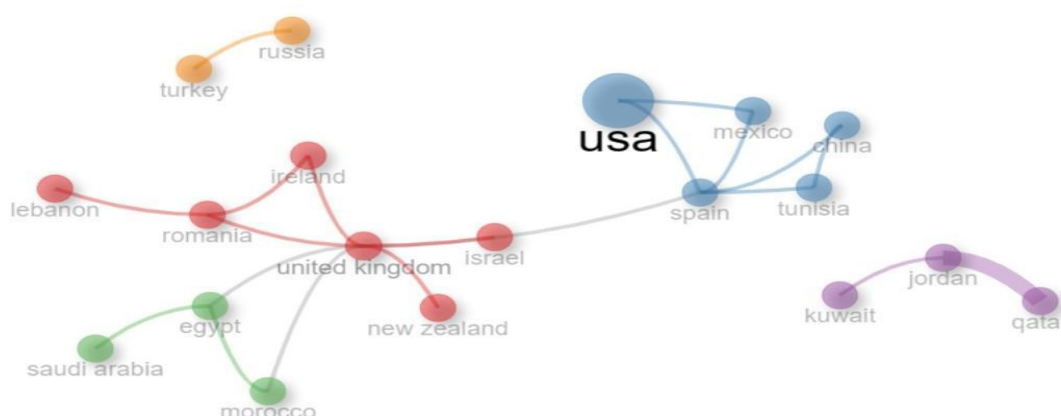 russia
turkey
usa
mexico
china
ireland
lebanon
romania
spain
tunisia
united kingdom
israel
jordan
kuwait
qata
egypt
new zealand
saudi arabia
morocco